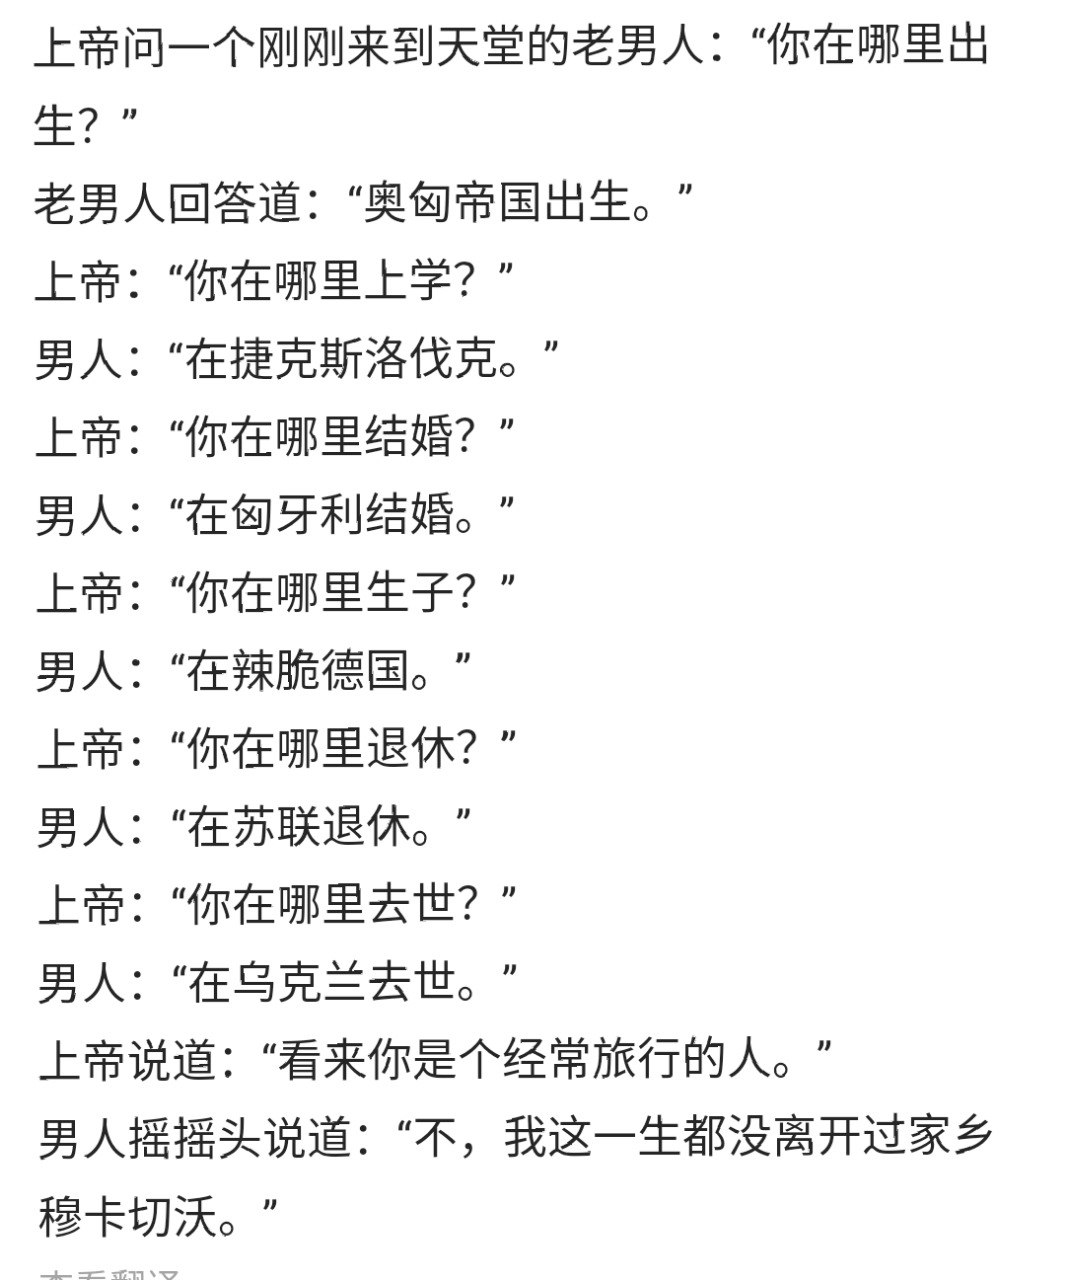 上帝问一个刚刚来到天堂的老男人：“你在哪里出
生？”
老男人回答道：“奥匈帝国出生。”
上帝：“你在哪里上学？”
男人：“在捷克斯洛伐克。”
上帝：“你在哪里结婚？”
男人：“在匈牙利结婚。”
上帝：“你在哪里生子？”
男人：“在辣脆德国。”
上帝：“你在哪里退休？”
男人：“在苏联退休。”
上帝：“你在哪里去世？”
男人：“在乌克兰去世。”
上帝说道：“看来你是个经常旅行的人。”
男人摇摇头说道：“不，我这一生都没离开过家乡
穆卡切沃。”
查看翻译